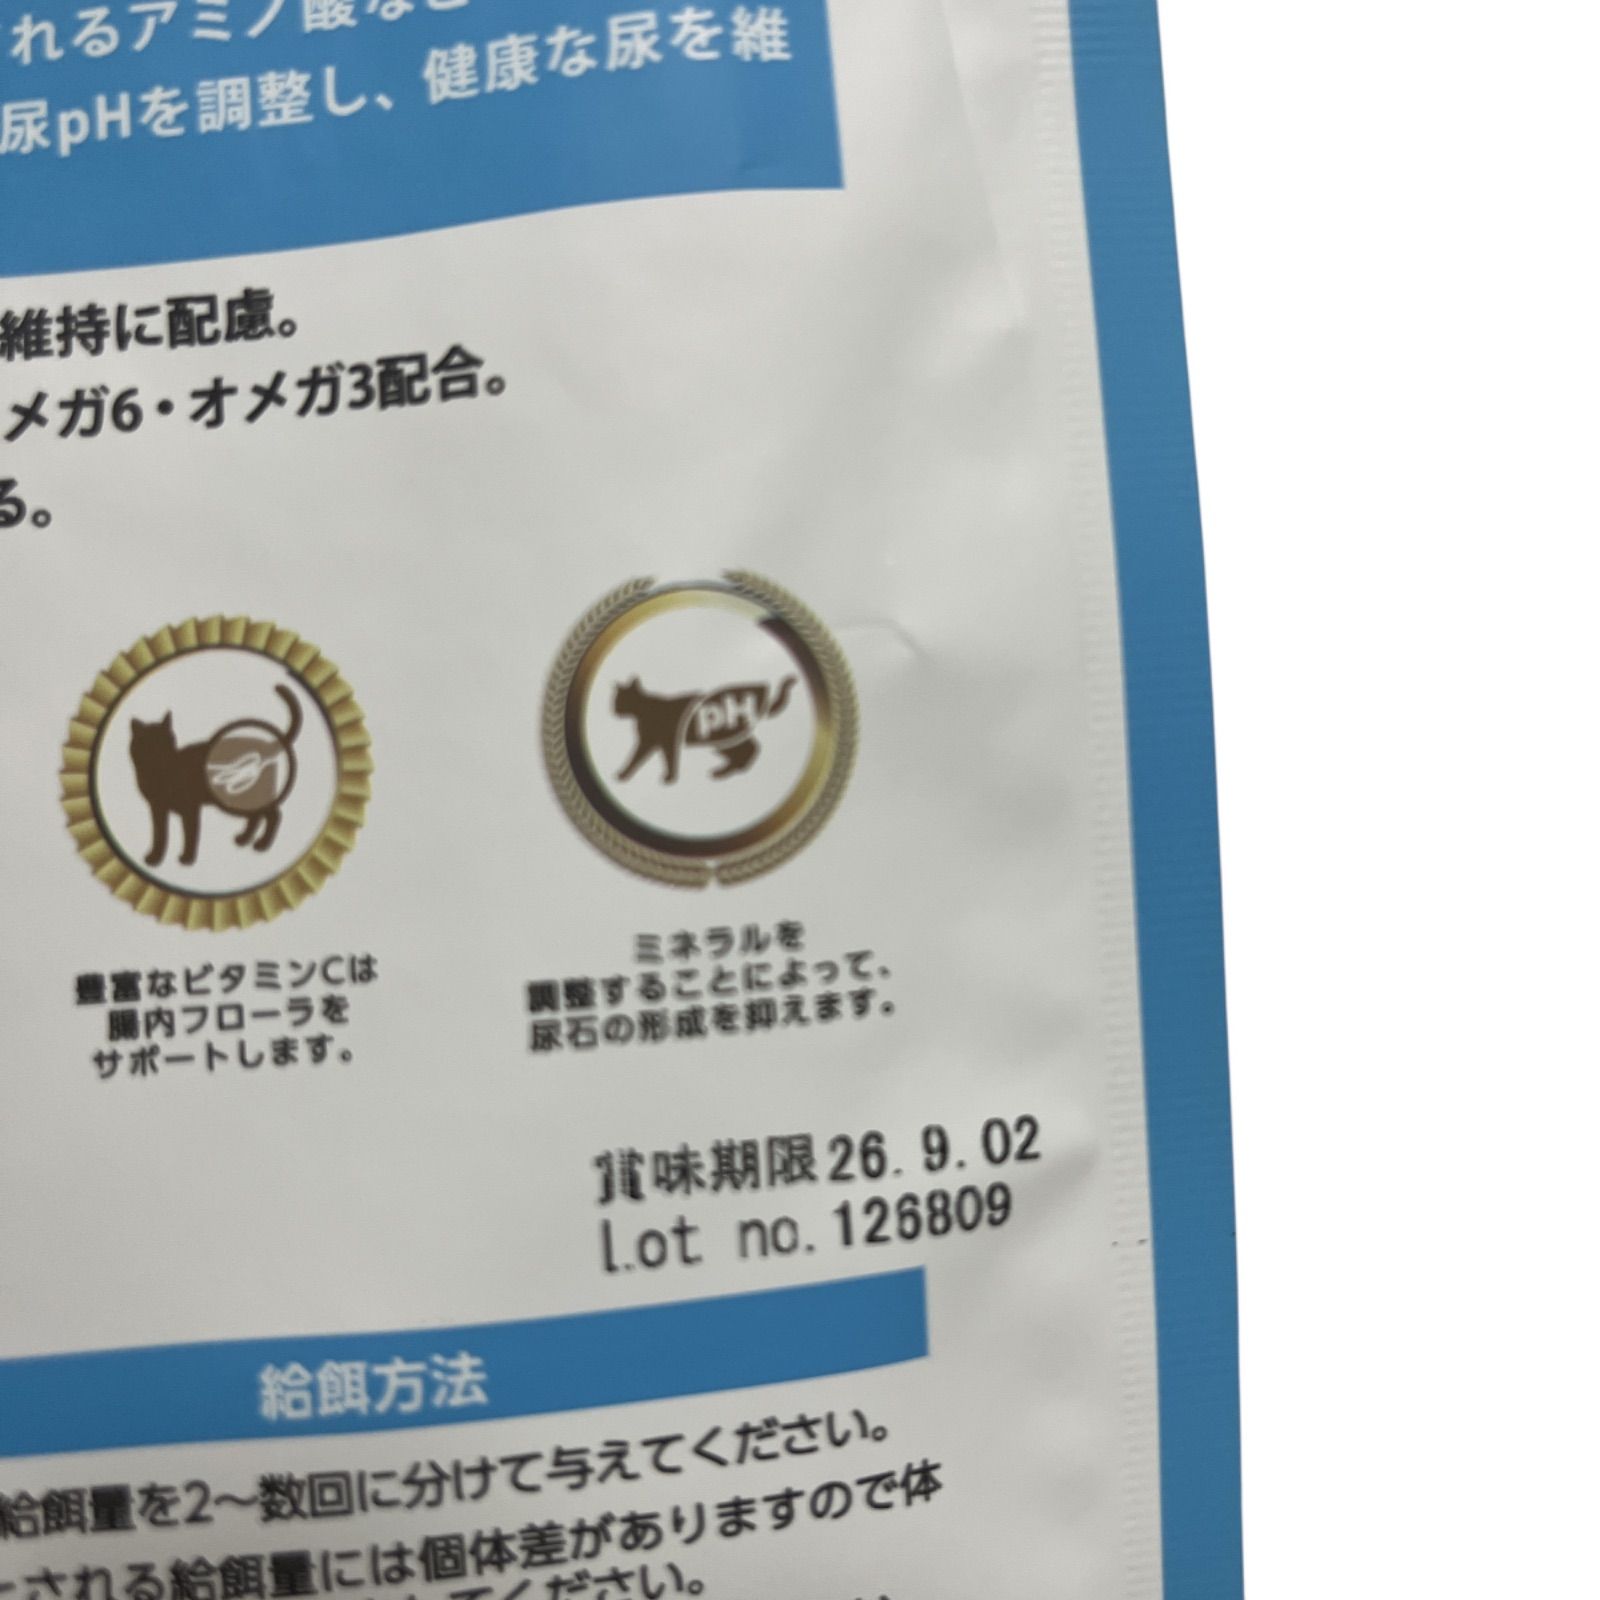 れるアミノ酸など
尿pHを調整し、健康な尿を維
維持に配慮。
メガ6・オメガ3配合。
る。
pH
豊富なビタミンCは
腸内フローラを
サポートします。
ミネラルを
調整することによって、
尿石の形成を抑えます。
賞味期限 26. 9. 02
Lot no. 126809
給餌方法
給餌量を2〜数回に分けて与えてください。
とされる給餌量には個体差がありますので体
てください。